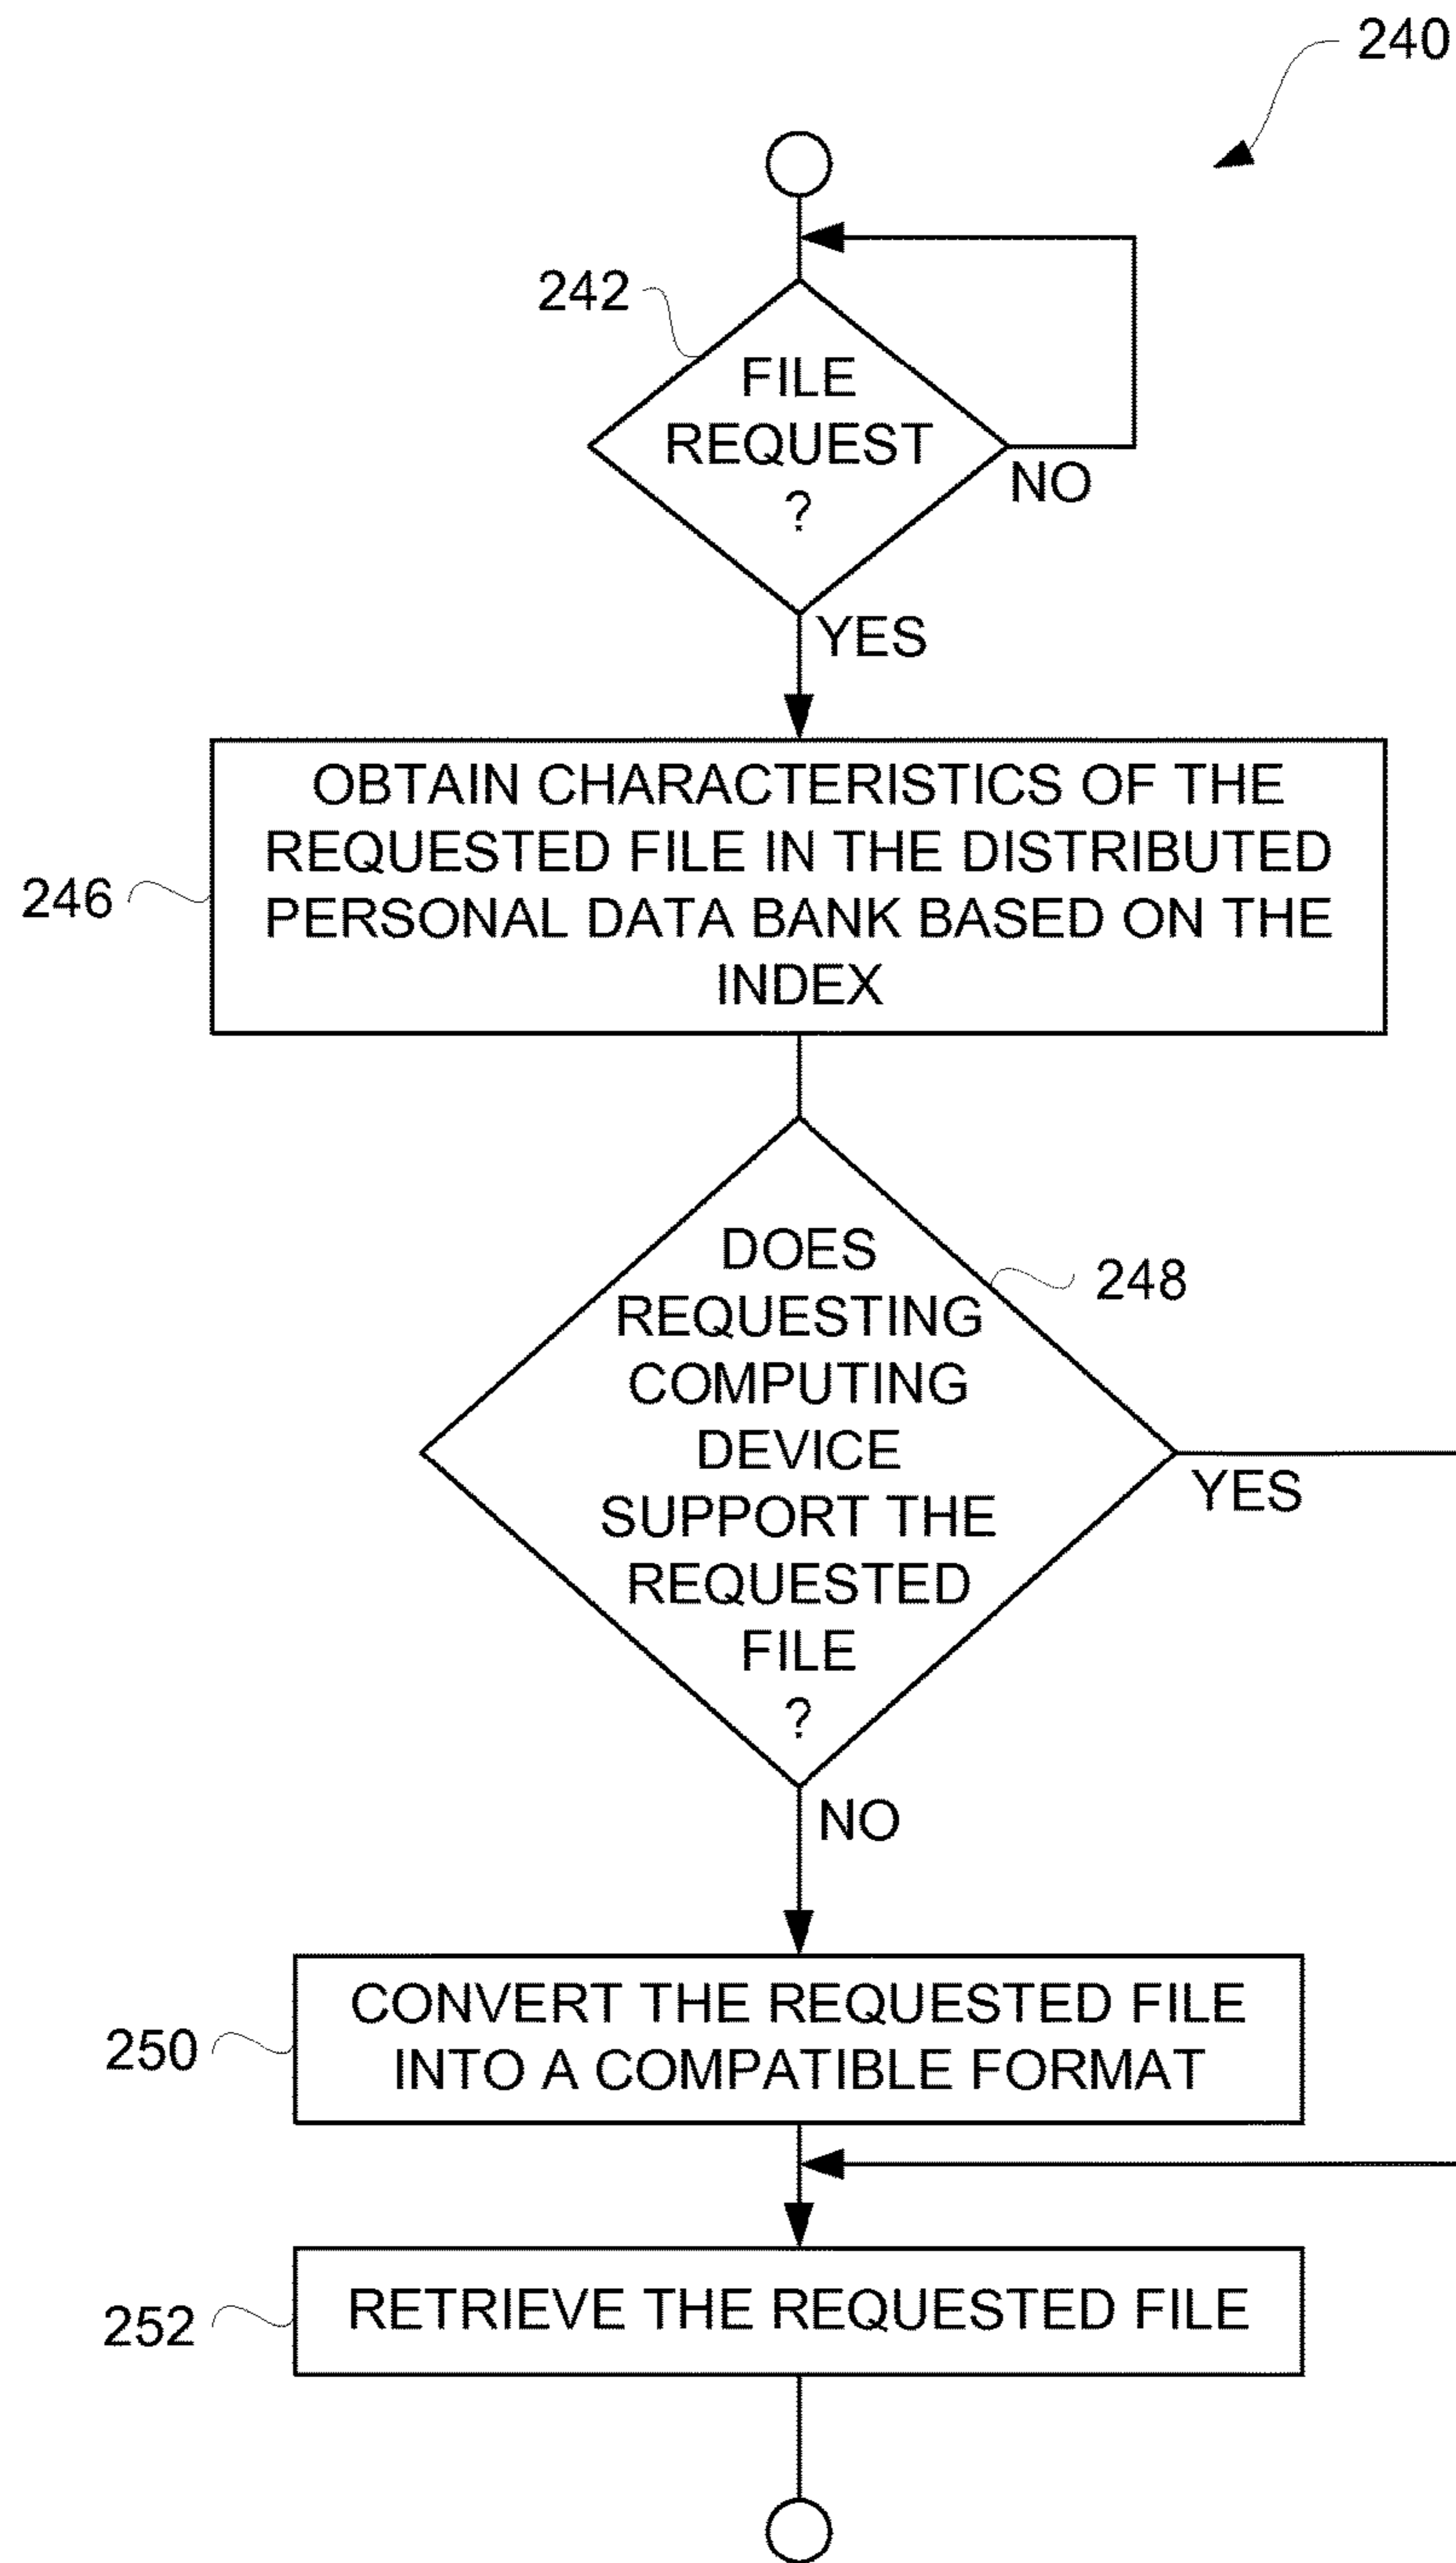 240
242
FILE
REQUEST
?
NO
YES
246
OBTAIN CHARACTERISTICS OF THE
REQUESTED FILE IN THE DISTRIBUTED
PERSONAL DATA BANK BASED ON THE
INDEX
248
DOES
REQUESTING
COMPUTING
DEVICE
SUPPORT THE
REQUESTED
FILE
?
YES
NO
250
CONVERT THE REQUESTED FILE
INTO A COMPATIBLE FORMAT
252
RETRIEVE THE REQUESTED FILE